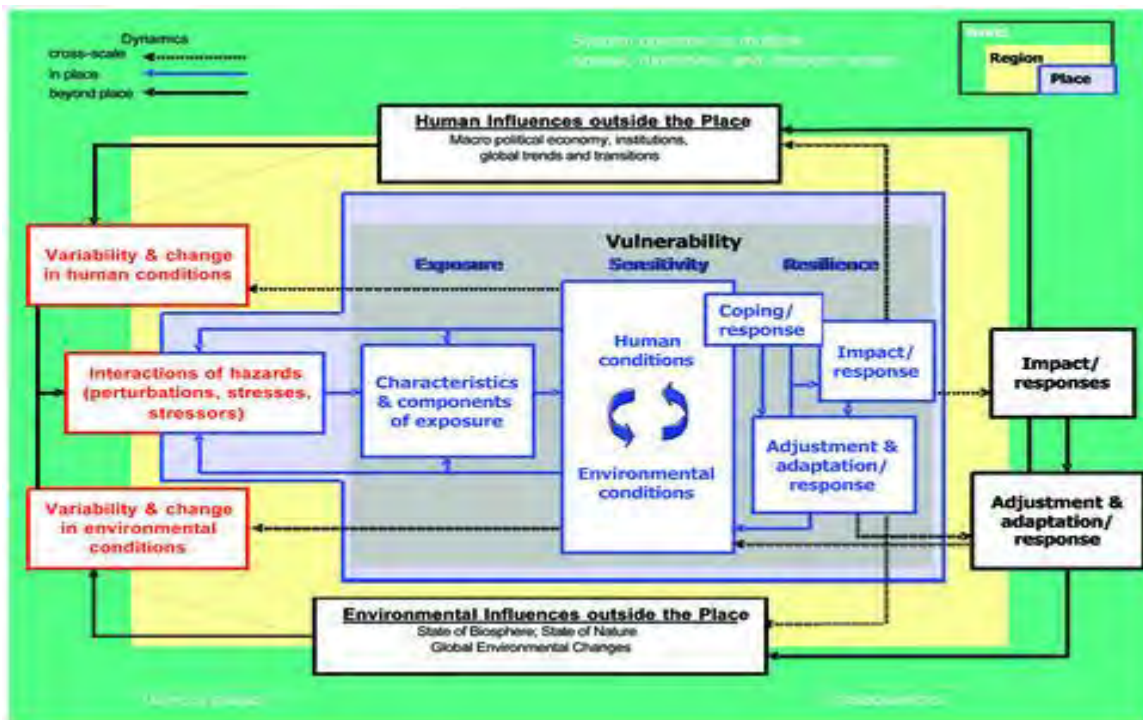 Dynamics
cross-scale
in place
beyond place
Region
Place
Human Influences outside the Place
Macro political economy, institutions,
global trends and transitions
Variability & change
in human conditions
Vulnerability
Exposure
Sensitivity
Resilience
Coping/
response
Human
conditions
Impact/
response
Interactions of hazards
(perturbations, stresses,
stressors)
Characteristics
& components
of exposure
Impact/
responses
Environmental
conditions
Adjustment &
adaptation/
response
Variability & change
in environmental
conditions
Adjustment &
adaptation/
response
Environmental Influences outside the Place
State of Biosphere; State of Nature
Global Environmental Changes